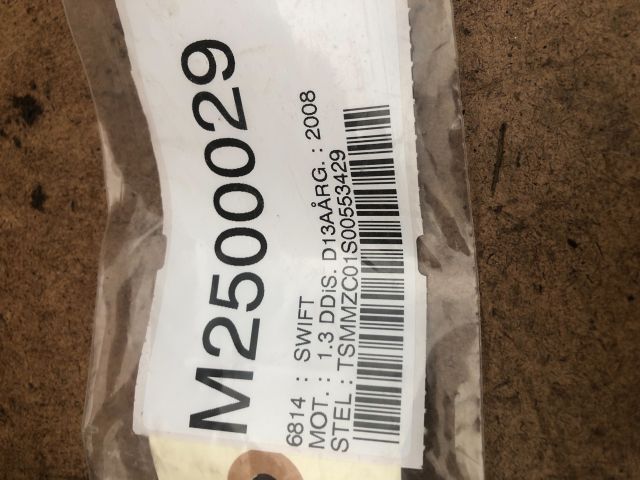 M2500029
6814 : SWIFT
MOT. : 1.3 DDiS. D13AÅRG. : 2008
STEL : TSMMZC01S00553429